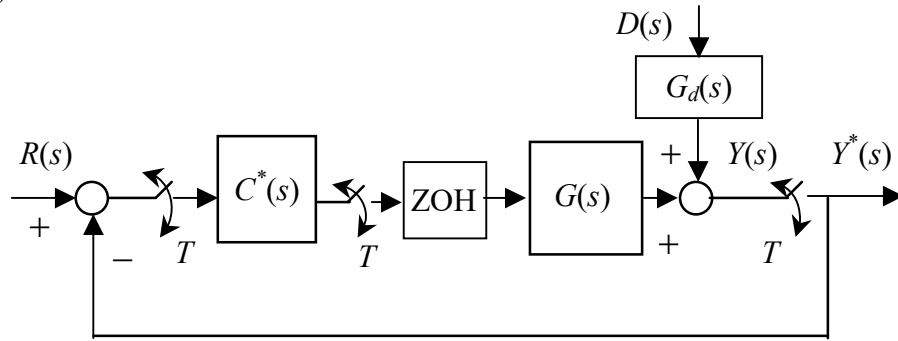 D(s)
G_d(s)
R(s)
+
−
T
C^*(s)
T
ZOH
G(s)
+
+
Y(s)
T
Y^*(s)